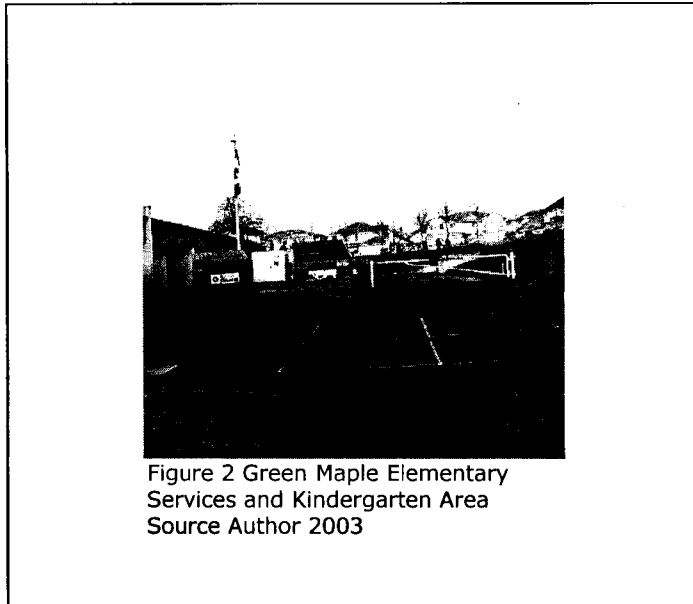 Figure 2 Green Maple Elementary
Services and Kindergarten Area
Source Author 2003